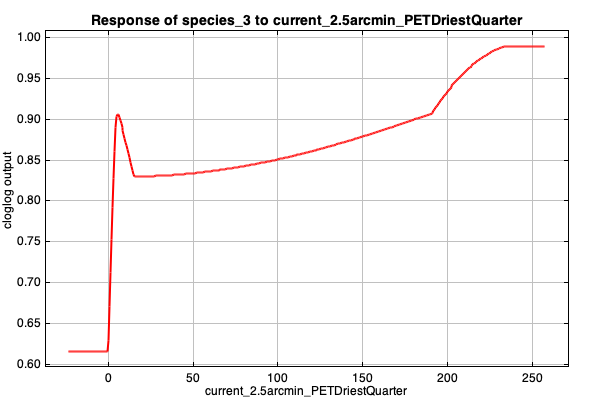 Response of species_3 to current_2.5arcmin_PETDriestQuarter
1.00
0.95
0.90
0.85
0.80
0.75
0.70
0.65
0.60
cloglog output
0 50 100 150 200 250
current_2.5arcmin_PETDriestQuarter